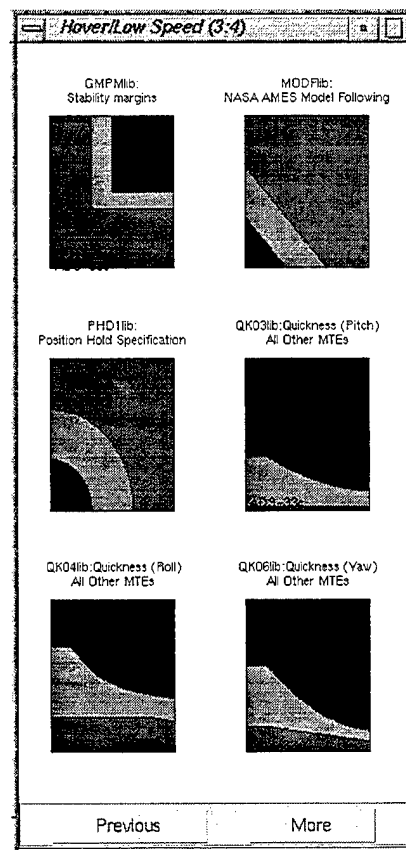 Hover/Low Speed (3:4)
GMPMlib:
Stability margins
MODFlib:
NASA AMES Model Following
PHD1lib:
Position Hold Specification
QK03lib:Quickness (Pitch)
All Other MTEs
QK04lib:Quickness (Roll)
All Other MTEs
QK06lib:Quickness (Yaw)
All Other MTEs
Previous
More